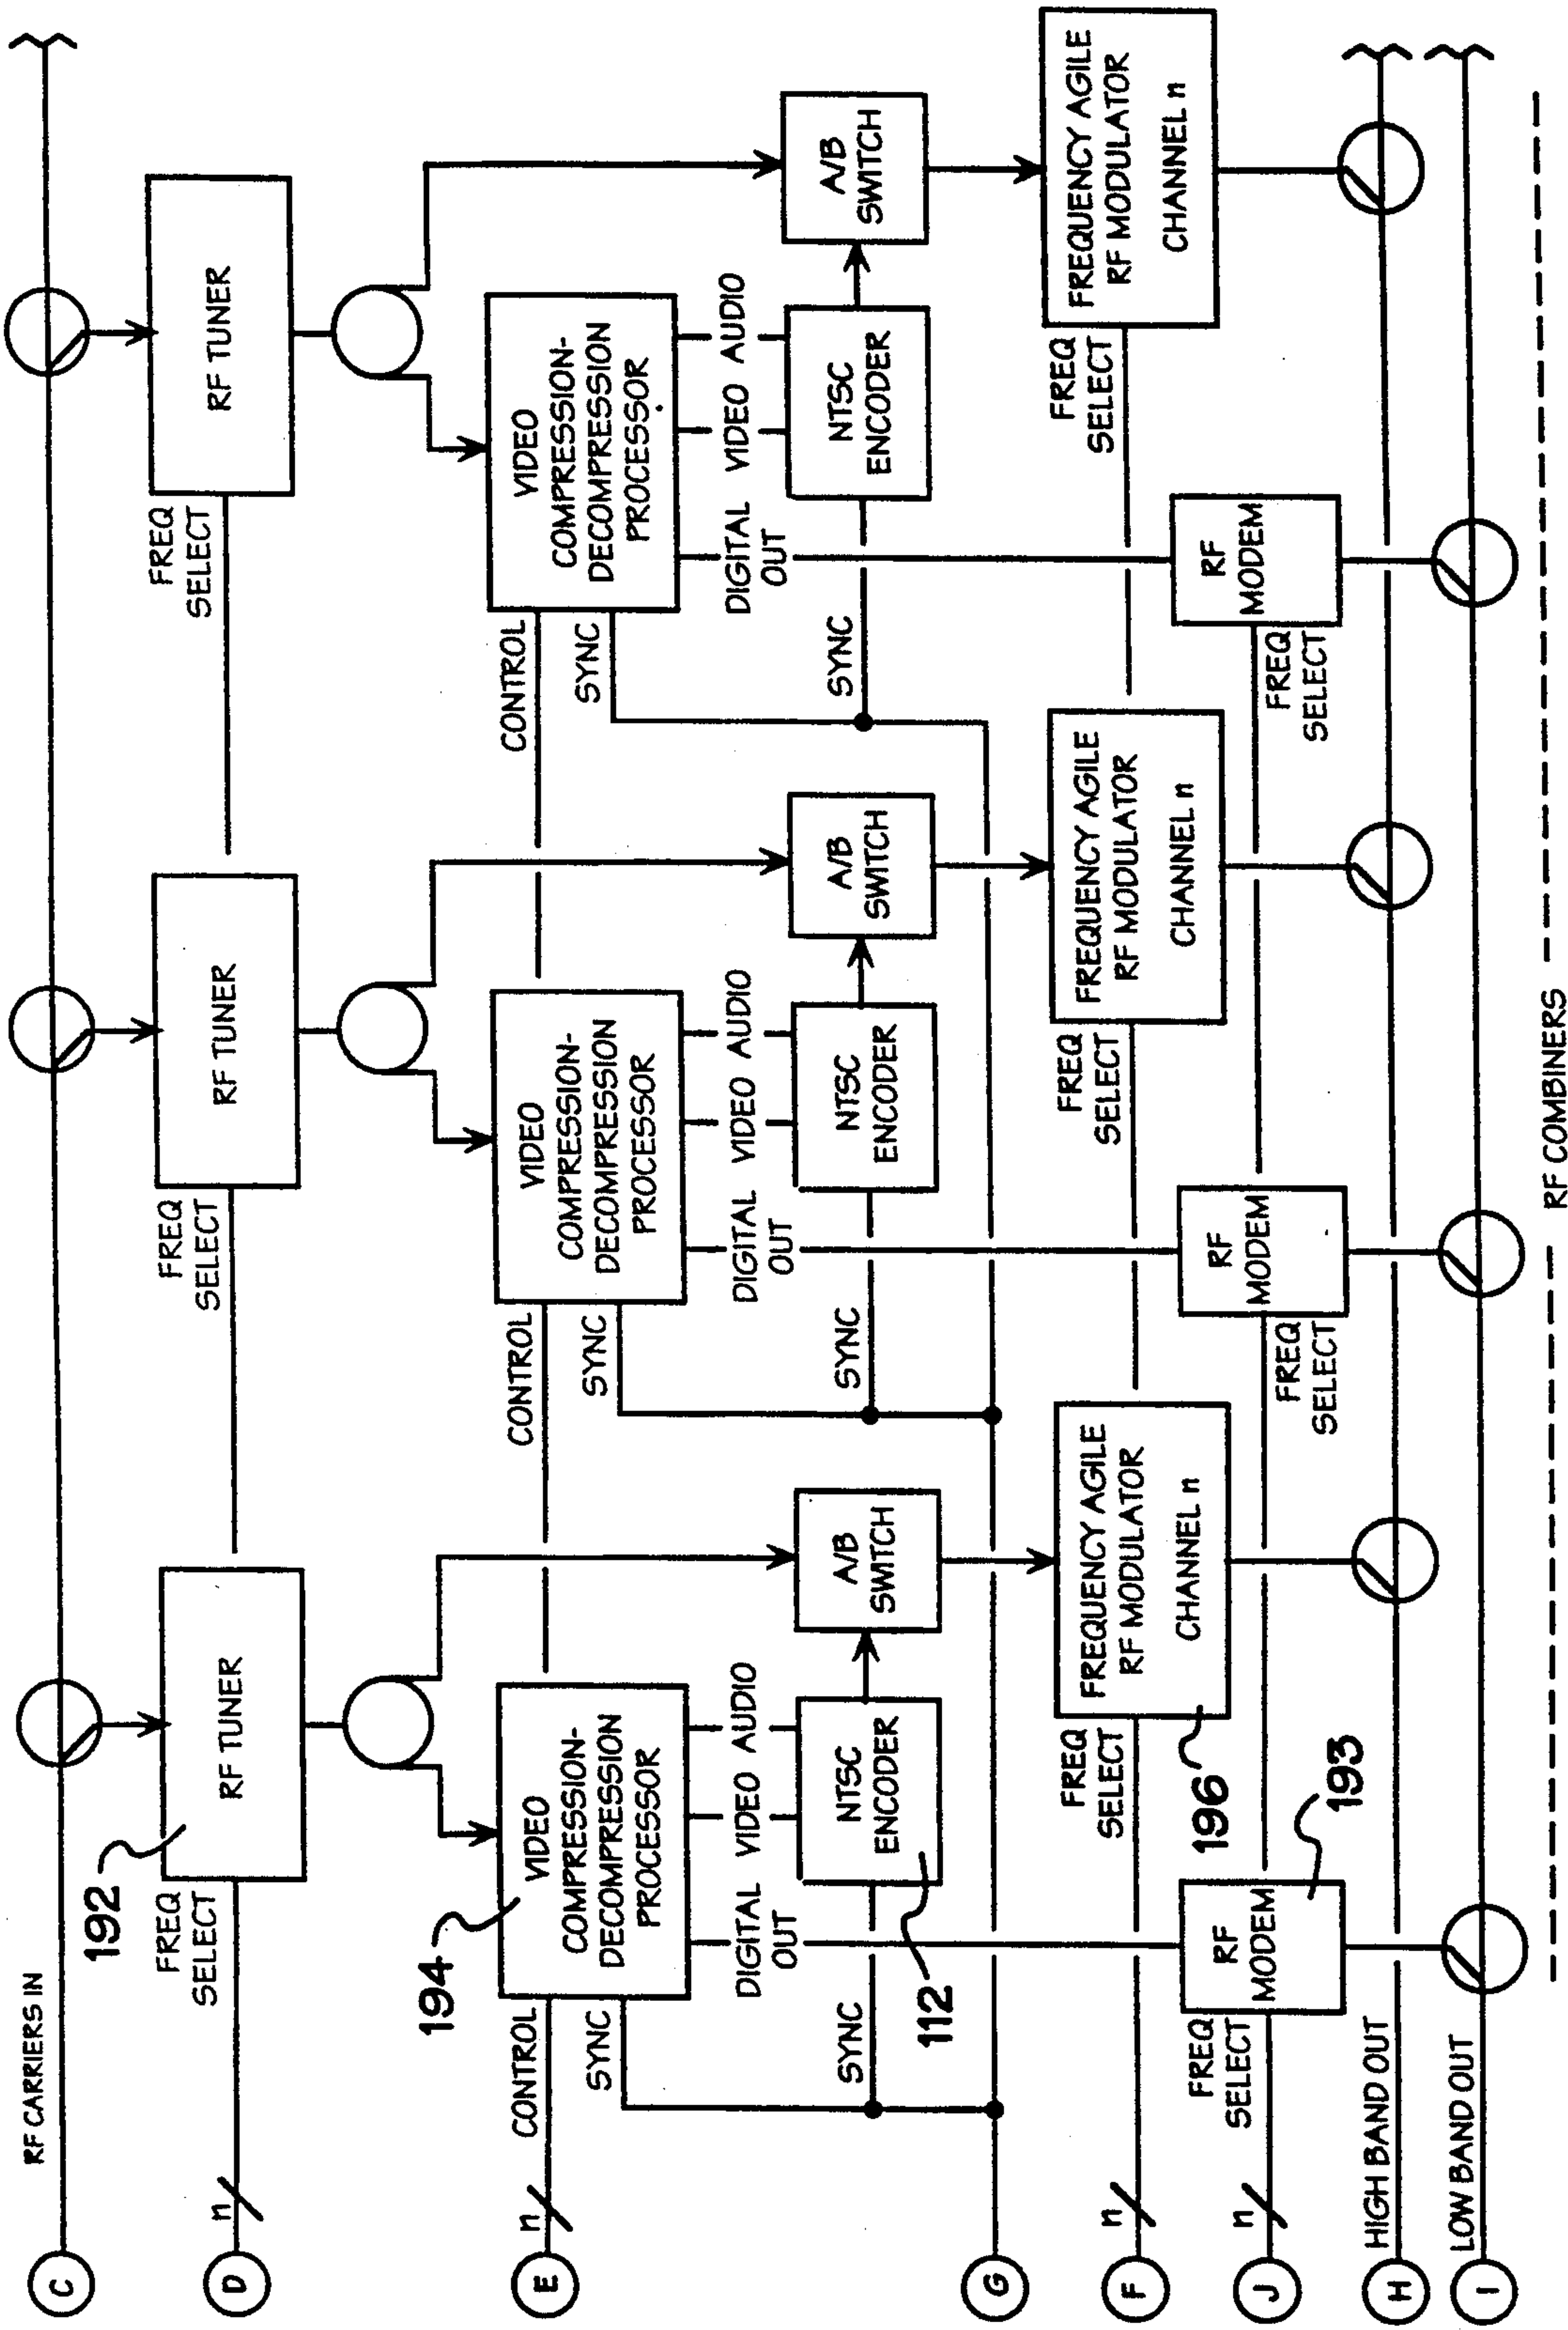 RF CARRIERS IN
C
192
FREQ
SELECT
RF TUNER
FREQ
SELECT
RF TUNER
FREQ
SELECT
RF TUNER
n
D
194
CONTROL
SYNC
VIDEO
COMPRESSION-
DECOMPRESSION
PROCESSOR
CONTROL
SYNC
VIDEO
COMPRESSION-
DECOMPRESSION
PROCESSOR
CONTROL
SYNC
VIDEO
COMPRESSION-
DECOMPRESSION
PROCESSOR
n
E
DIGITAL
OUT
VIDEO
AUDIO
DIGITAL
OUT
VIDEO
AUDIO
DIGITAL
OUT
VIDEO
AUDIO
SYNC
112
NTSC
ENCODER
A/B
SWITCH
SYNC
NTSC
ENCODER
A/B
SWITCH
SYNC
NTSC
ENCODER
A/B
SWITCH
G
n
F
FREQ
SELECT
196
FREQUENCY AGILE
RF MODULATOR
CHANNEL n
FREQ
SELECT
FREQUENCY AGILE
RF MODULATOR
CHANNEL n
FREQ
SELECT
FREQUENCY AGILE
RF MODULATOR
CHANNEL n
n
J
FREQ
SELECT
RF
MODEM
193
FREQ
SELECT
RF
MODEM
FREQ
SELECT
RF
MODEM
H
HIGH BAND OUT
I
LOW BAND OUT
RF COMBINERS